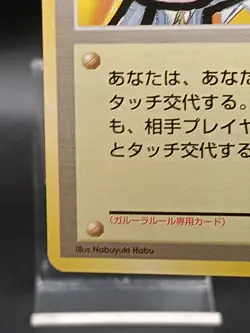 あなたは、あなた
タッチ交代する。
も、相手プレイヤ
とタッチ交代する
(ガルーラルール専用カード)
Illus. Nobuyuki Habu